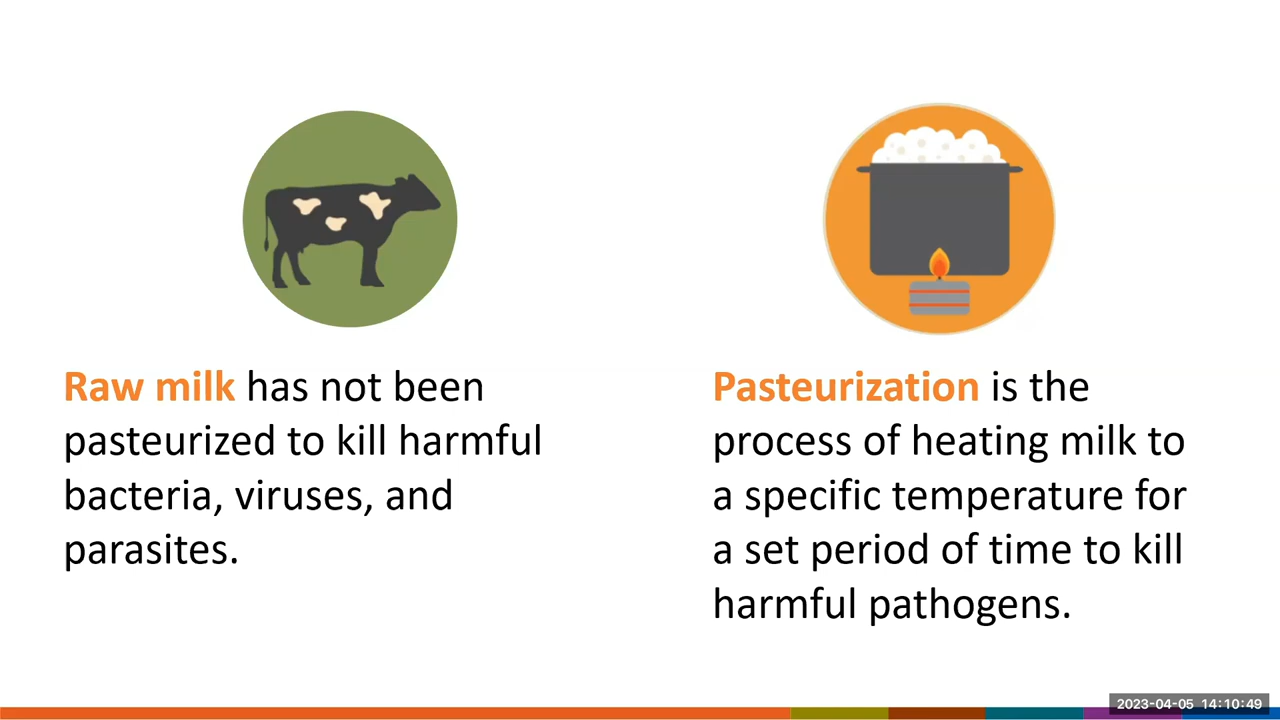 Raw milk has not been
pasteurized to kill harmful
bacteria, viruses, and
parasites.
Pasteurization is the
process of heating milk to
a specific temperature for
a set period of time to kill
harmful pathogens.
2023-04-05 14:10:49